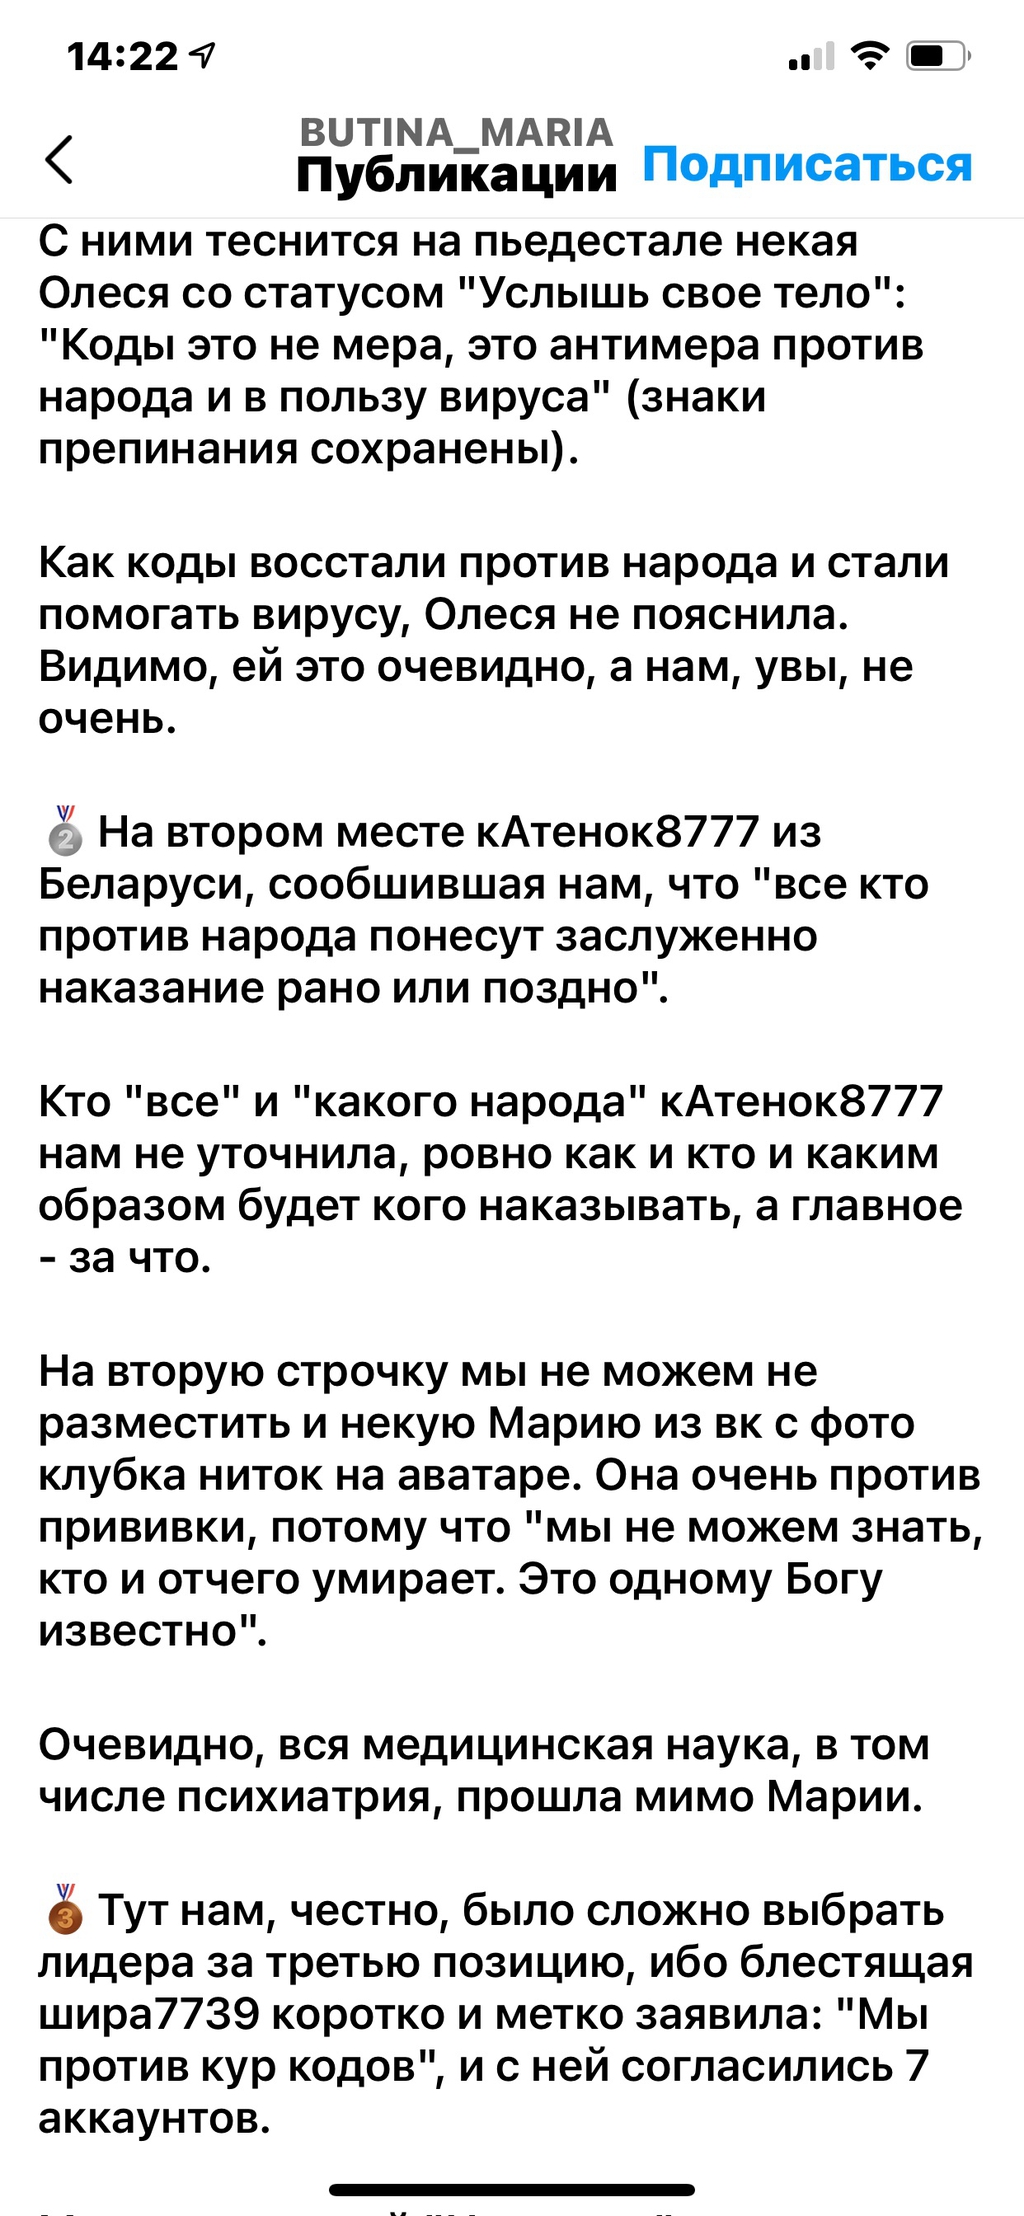 14:22
BUTINA_MARIA
Публикации
Подписаться
С ними теснится на пьедестале некая
Олеся со статусом "Услышь свое тело":
"Коды это не мера, это антимера против
народа и в пользу вируса" (знаки
препинания сохранены).
Как коды восстали против народа и стали
помогать вирусу, Олеся не пояснила.
Видимо, ей это очевидно, а нам, увы, не
очень.
🥈 На втором месте кАтенок8777 из
Беларуси, сообшившая нам, что "все кто
против народа понесут заслуженно
наказание рано или поздно".
Кто "все" и "какого народа" кАтенок8777
нам не уточнила, ровно как и кто и каким
образом будет кого наказывать, а главное
- за что.
На вторую строчку мы не можем не
разместить и некую Марию из вк с фото
клубка ниток на аватаре. Она очень против
прививки, потому что "мы не можем знать,
кто и отчего умирает. Это одному Богу
известно".
Очевидно, вся медицинская наука, в том
числе психиатрия, прошла мимо Марии.
🥉 Тут нам, честно, было сложно выбрать
лидера за третью позицию, ибо блестящая
шира7739 коротко и метко заявила: "Мы
против кур кодов", и с ней согласились 7
аккаунтов.